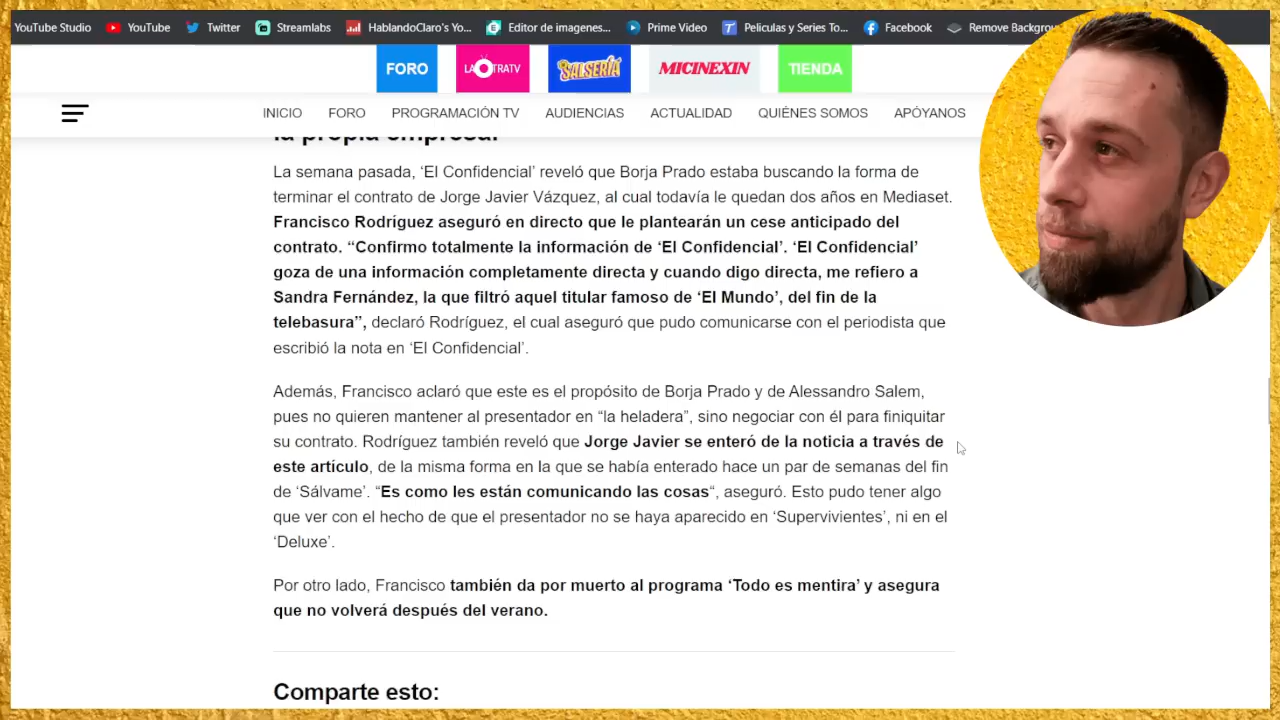 YouTube Studio YouTube Twitter Streamlabs HablandoClaro's Yo... Editor de imagenes... Prime Video Peliculas y Series To... Facebook Remove Backgrou
FORO LA OTRATV SALSERÍA MICINEXIN TIENDA
INICIO FORO PROGRAMACIÓN TV AUDIENCIAS ACTUALIDAD QUIÉNES SOMOS APÓYANOS
la propia empresa.
La semana pasada, ‘El Confidencial’ reveló que Borja Prado estaba buscando la forma de
terminar el contrato de Jorge Javier Vázquez, al cual todavía le quedan dos años en Mediaset.
Francisco Rodríguez aseguró en directo que le plantearán un cese anticipado del
contrato. “Confirmo totalmente la información de ‘El Confidencial’. ‘El Confidencial’
goza de una información completamente directa y cuando digo directa, me refiero a
Sandra Fernández, la que filtró aquel titular famoso de ‘El Mundo’, del fin de la
telebasura”, declaró Rodríguez, el cual aseguró que pudo comunicarse con el periodista que
escribió la nota en ‘El Confidencial’.
Además, Francisco aclaró que este es el propósito de Borja Prado y de Alessandro Salem,
pues no quieren mantener al presentador en “la heladera”, sino negociar con él para finiquitar
su contrato. Rodríguez también reveló que Jorge Javier se enteró de la noticia a través de
este artículo, de la misma forma en la que se había enterado hace un par de semanas del fin
de ‘Sálvame’. “Es como les están comunicando las cosas“, aseguró. Esto pudo tener algo
que ver con el hecho de que el presentador no se haya aparecido en ‘Supervivientes’, ni en el
‘Deluxe’.
Por otro lado, Francisco también da por muerto al programa ‘Todo es mentira’ y asegura
que no volverá después del verano.
Comparte esto: